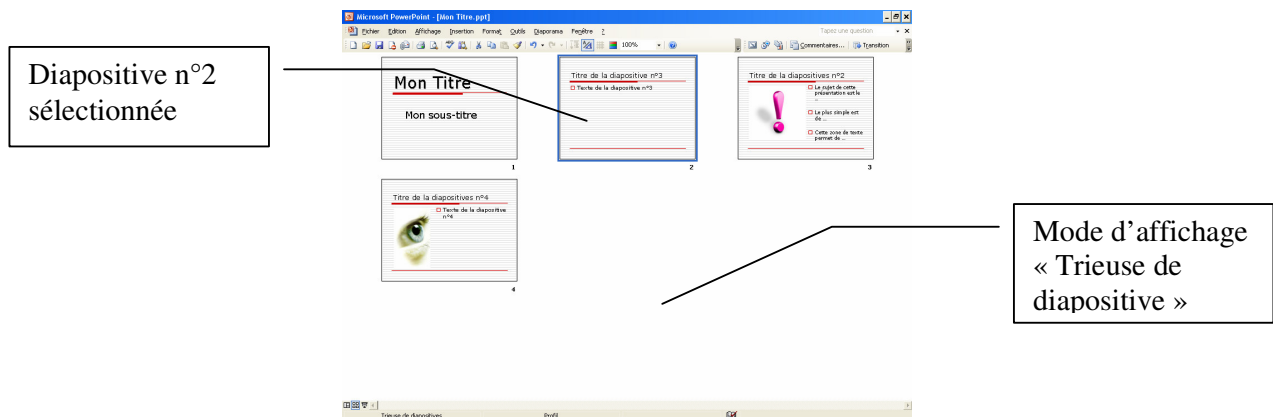 Microsoft PowerPoint - [Mon Titre.ppt]
Fichier Edition Affichage Insertion Format Outils Diaporama Fenêtre ?
Tapez une question
100%
Commentaires... Transition
Diapositive n°2
sélectionnée
Mon Titre
Mon sous-titre
1
Titre de la diapositive n°3
Texte de la diapositive n°3
2
Titre de la diapositives n°2
Le sujet de cette
présentation est le
...
Le plus simple est
de ...
Cette zone de texte
permet de ...
3
Titre de la diapositives n°4
Texte de la diapositive
n°4
4
Mode d'affichage
« Trieuse de
diapositive »
Trieuse de diapositives
Profil